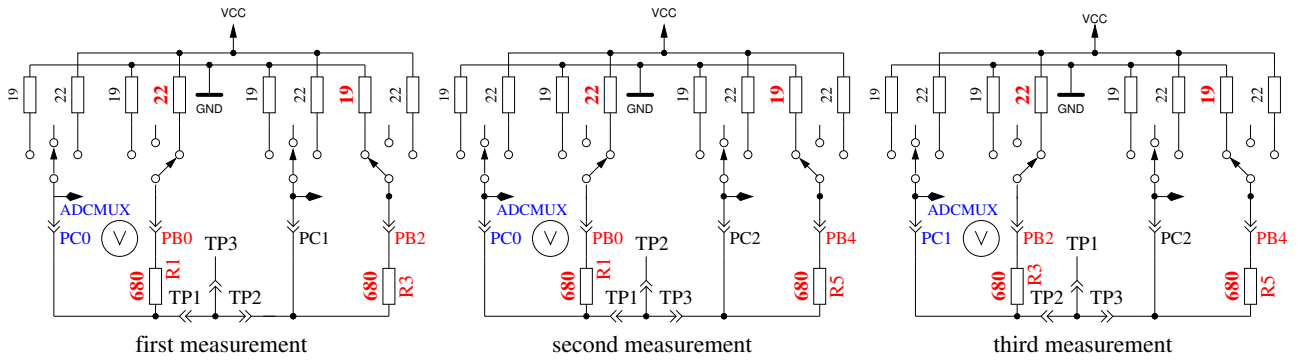 VCC
19 22 19 22 GND 19 22 19 22
ADCMUX
PC0 V PB0 TP3 PC1 PB2
680 R1 TP1 TP2 680 R3
first measurement
VCC
19 22 19 22 GND 19 22 19 22
ADCMUX
PC0 V PB0 TP2 PC2 PB4
680 R1 TP1 TP3 680 R5
second measurement
VCC
19 22 19 22 GND 19 22 19 22
ADCMUX
PC1 V PB2 TP1 PC2 PB4
680 R3 TP2 TP3 680 R5
third measurement